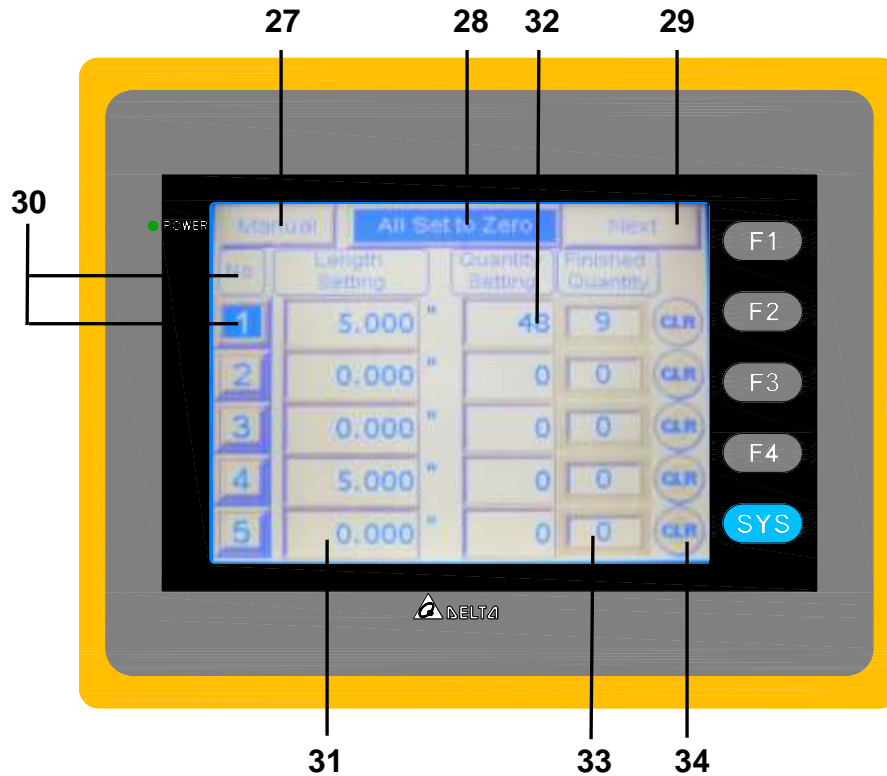 27 28 32 29
30
POWER
Manual All Set to Zero Next
F1
No Length Setting Quantity Setting Finished Quantity
1 5.000 " 48 9 CLR
F2
2 0.000 " 0 0 CLR
F3
3 0.000 " 0 0 CLR
F4
4 5.000 " 0 0 CLR
5 0.000 " 0 0 CLR
SYS
DELTA
31 33 34